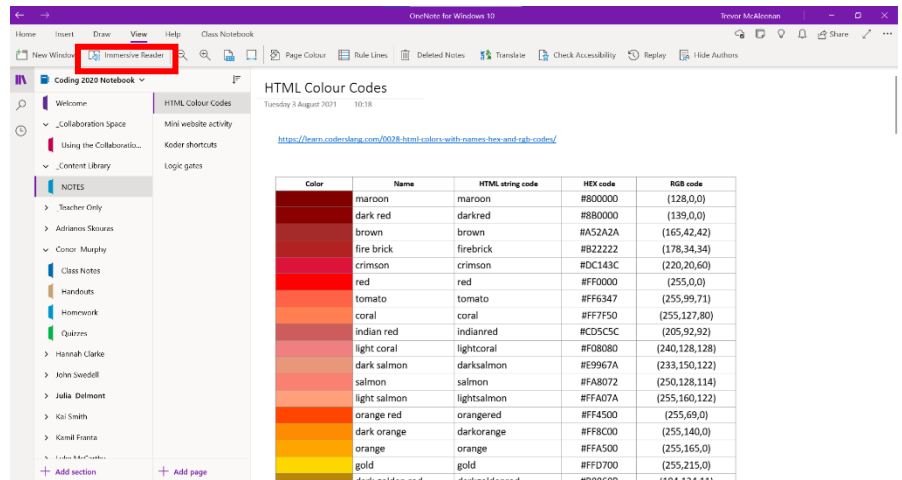 OneNote for Windows 10
Trevor McAleenan
Home Insert Draw View Help Class Notebook
Share
New Window Immersive Reader Page Colour Rule Lines Deleted Notes Translate Check Accessibility Replay Hide Authors
Coding 2020 Notebook
Welcome
_Collaboration Space
Using the Collaboratio...
_Content Library
NOTES
_Teacher Only
Adrianos Skouras
Conor Murphy
Class Notes
Handouts
Homework
Quizzes
Hannah Clarke
John Swedell
Julia Delmont
Kai Smith
Kamil Franta
Add section
HTML Colour Codes
Mini website activity
Koder shortcuts
Logic gates
Add page
HTML Colour Codes
Tuesday 3 August 2021 10:18
https://learn.coderslang.com/0028-html-colors-with-names-hex-and-rgb-codes/
Color Name HTML string code HEX code RGB code
maroon maroon #800000 (128,0,0)
dark red darkred #8B0000 (139,0,0)
brown brown #A52A2A (165,42,42)
fire brick firebrick #B22222 (178,34,34)
crimson crimson #DC143C (220,20,60)
red red #FF0000 (255,0,0)
tomato tomato #FF6347 (255,99,71)
coral coral #FF7F50 (255,127,80)
indian red indianred #CD5C5C (205,92,92)
light coral lightcoral #F08080 (240,128,128)
dark salmon darksalmon #E9967A (233,150,122)
salmon salmon #FA8072 (250,128,114)
light salmon lightsalmon #FFA07A (255,160,122)
orange red orangered #FF4500 (255,69,0)
dark orange darkorange #FF8C00 (255,140,0)
orange orange #FFA500 (255,165,0)
gold gold #FFD700 (255,215,0)